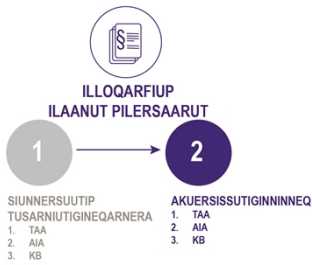 §
ILLOQARFIUP
ILAANUT PILERSAARUT
1
2
SIUNNERSUUTIP
TUSARNIUTIGINEQARNERA
1. TAA
2. AIA
3. KB
AKUERSISSUTIGINNINNEQ
1. TAA
2. AIA
3. KB